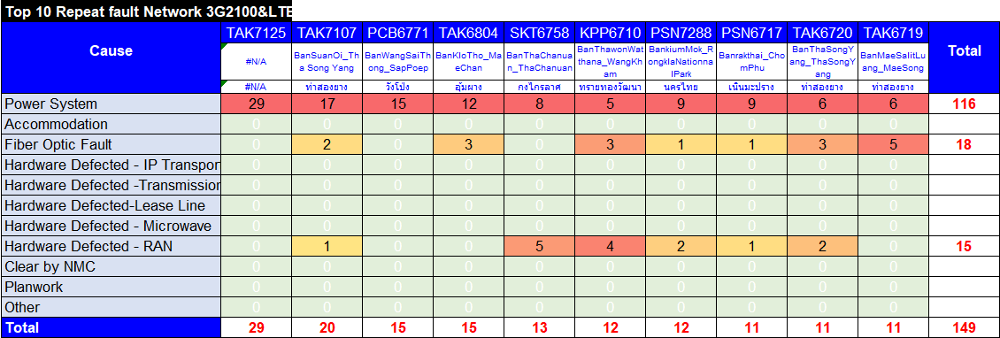 Top 10 Repeat fault Network 3G2100&LTE
Cause TAK7125 TAK7107 PCB6771 TAK6804 SKT6758 KPP6710 PSN7288 PSN6717 TAK6720 TAK6719 Total
#N/A BanSuanOi_Tha Song Yang BanWangSaiThong_SapPoep BanKloTho_MaeChan BanThaChanuan_ThaChanuan BanThawonWatthana_WangKham BankiumMok_RongklaNationnalPark Banrakthai_ChomPhu BanThaSongYang_ThaSongYang BanMaeSalitLuang_MaeSong
#N/A ท่าสองยาง วังโป่ง อุ้มผาง กงไกรลาศ ทรายทองวัฒนา นครไทย เนินมะปราง ท่าสองยาง ท่าสองยาง
Power System 29 17 15 12 8 5 9 9 6 6 116
Accommodation 0 0 0 0 0 0 0 0 0 0
Fiber Optic Fault 0 2 0 3 0 3 1 1 3 5 18
Hardware Defected - IP Transpor 0 0 0 0 0 0 0 0 0 0
Hardware Defected -Transmission 0 0 0 0 0 0 0 0 0 0
Hardware Defected-Lease Line 0 0 0 0 0 0 0 0 0 0
Hardware Defected - Microwave 0 0 0 0 0 0 0 0 0 0
Hardware Defected - RAN 0 1 0 0 5 4 2 1 2 0 15
Clear by NMC 0 0 0 0 0 0 0 0 0 0
Planwork 0 0 0 0 0 0 0 0 0 0
Other 0 0 0 0 0 0 0 0 0 0
Total 29 20 15 15 13 12 12 11 11 11 149